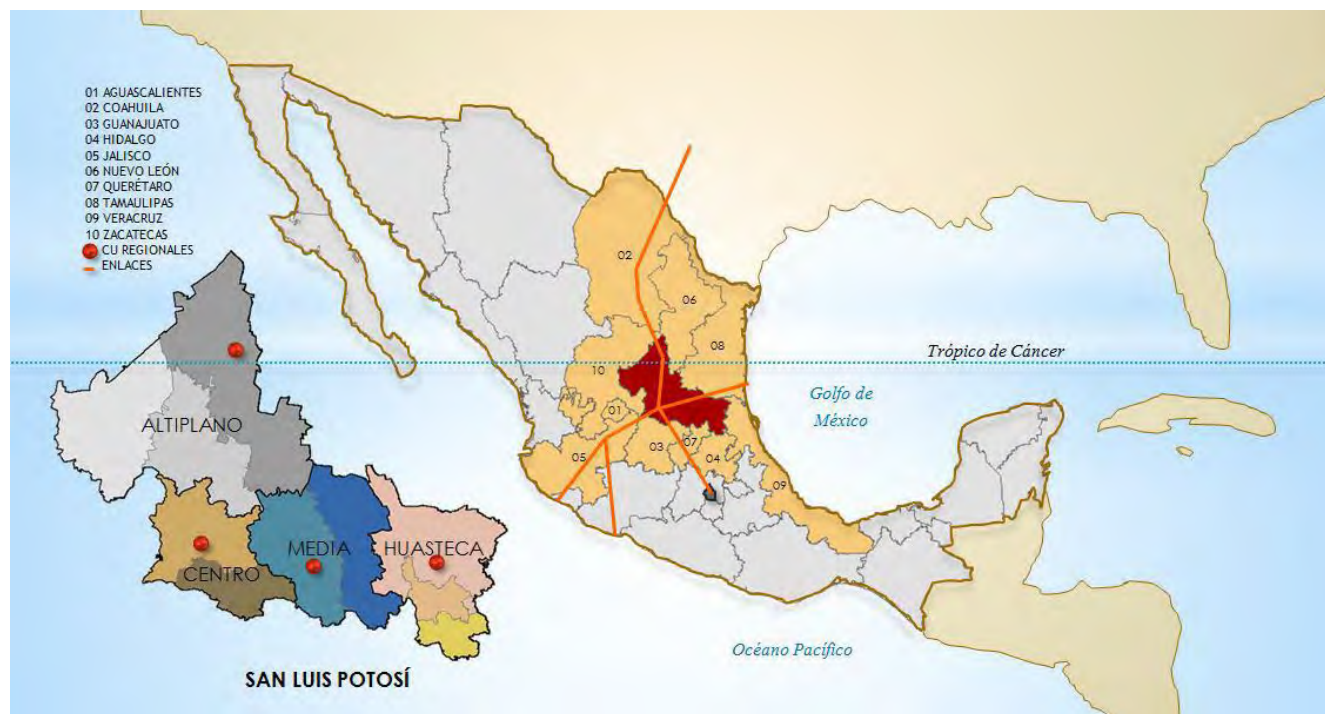 01 AGUASCALIENTES
02 COAHUILA
03 GUANAJUATO
04 HIDALGO
05 JALISCO
06 NUEVO LEÓN
07 QUERÉTARO
08 TAMAULIPAS
09 VERACRUZ
10 ZACATECAS
CU REGIONALES
ENLACES
02
06
08
10
01
03
07
04
05
09
Trópico de Cáncer
Golfo de
México
Océano Pacífico
ALTIPLANO
CENTRO
MEDIA
HUASTECA
SAN LUIS POTOSÍ